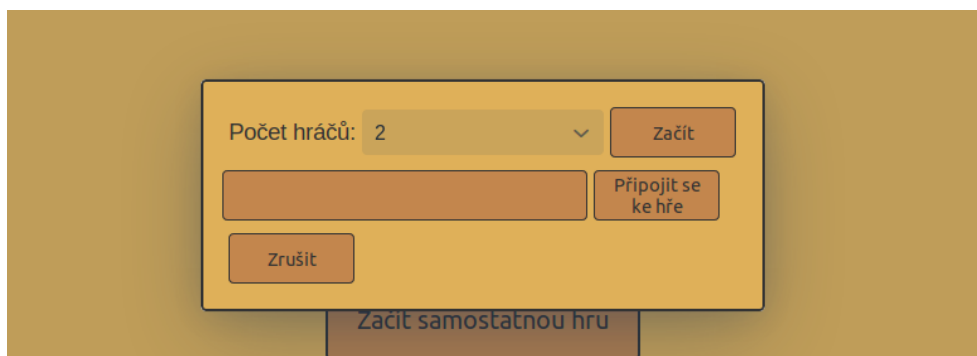 Počet hráčů: 2 Začít
Připojit se
ke hře
Zrušit
Začít samostatnou hru